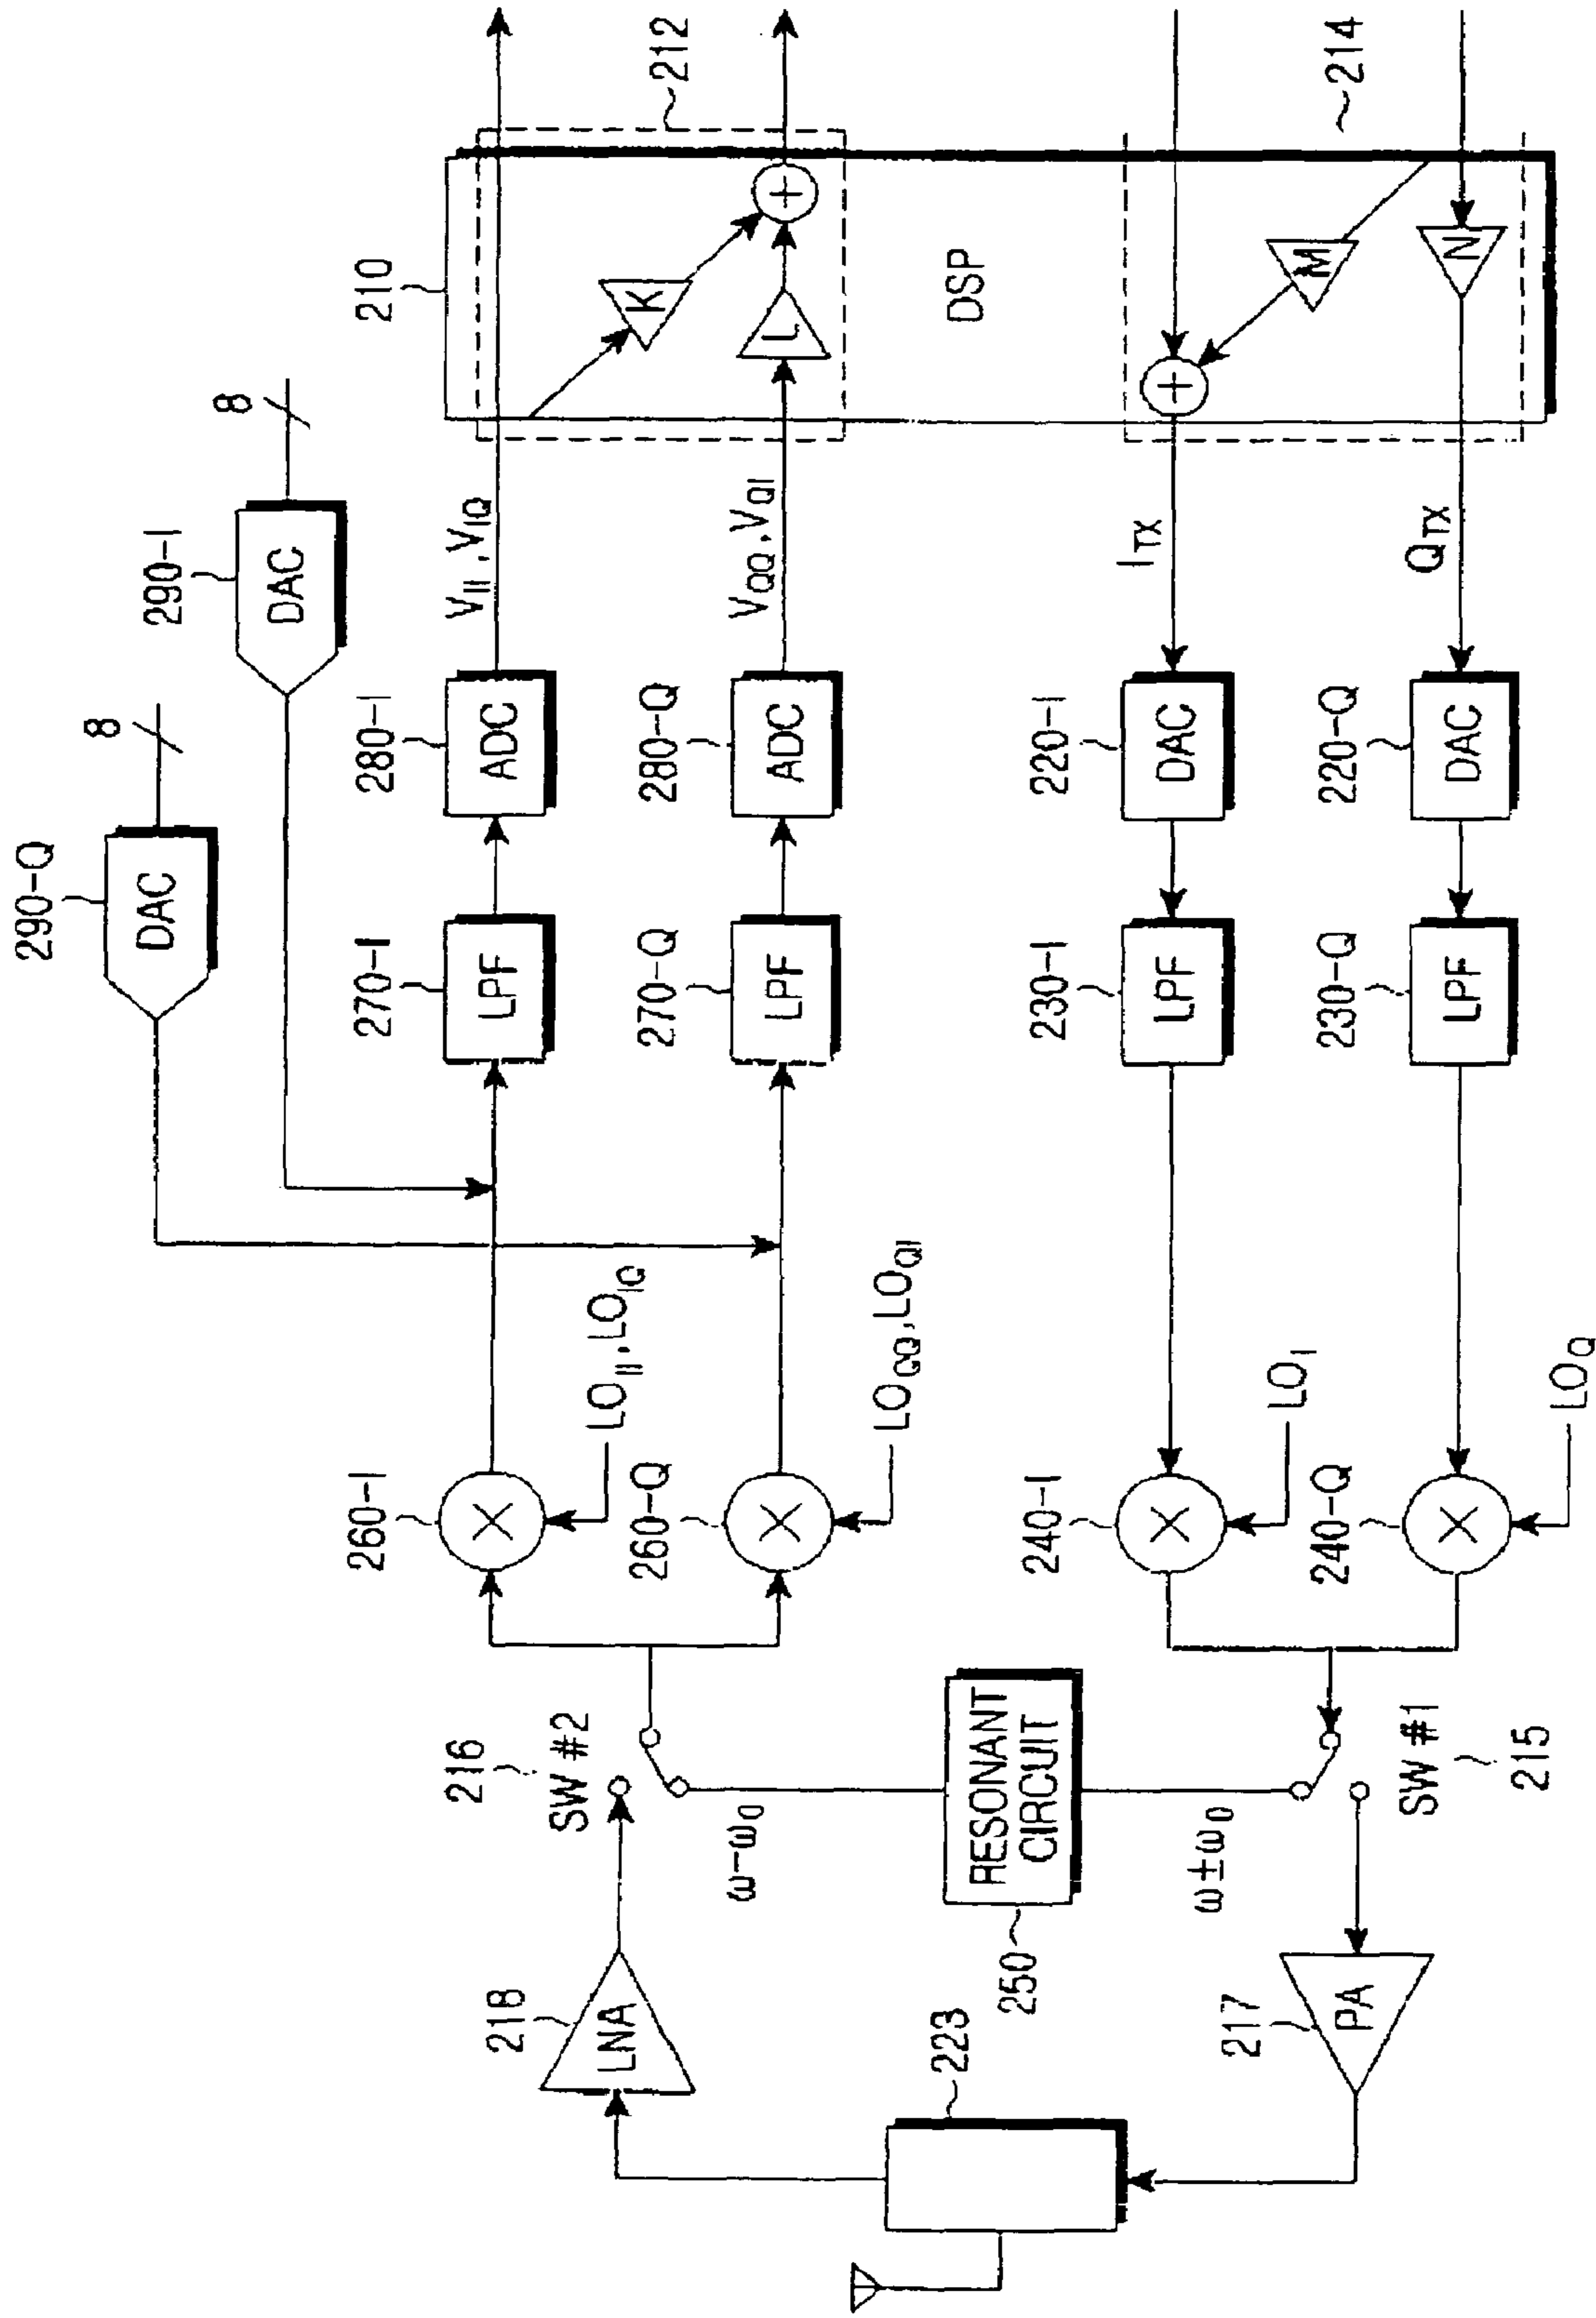 290-Q
DAC
8
290-I
DAC
8
210
212
260-I
LO_II, LO_IQ
270-I
LPF
280-I
ADC
V_II, V_IQ
K
216
SW #2
218
LNA
260-Q
LO_QQ, LO_QI
270-Q
LPF
280-Q
ADC
V_QQ, V_QI
L
+
ω-ω₀
DSP
223
250
RESONANT
CIRCUIT
ω±ω₀
240-I
LO_I
230-I
LPF
220-I
DAC
I_TX
+
M
214
217
PA
SW #1
215
240-Q
LO_Q
230-Q
LPF
220-Q
DAC
Q_TX
N